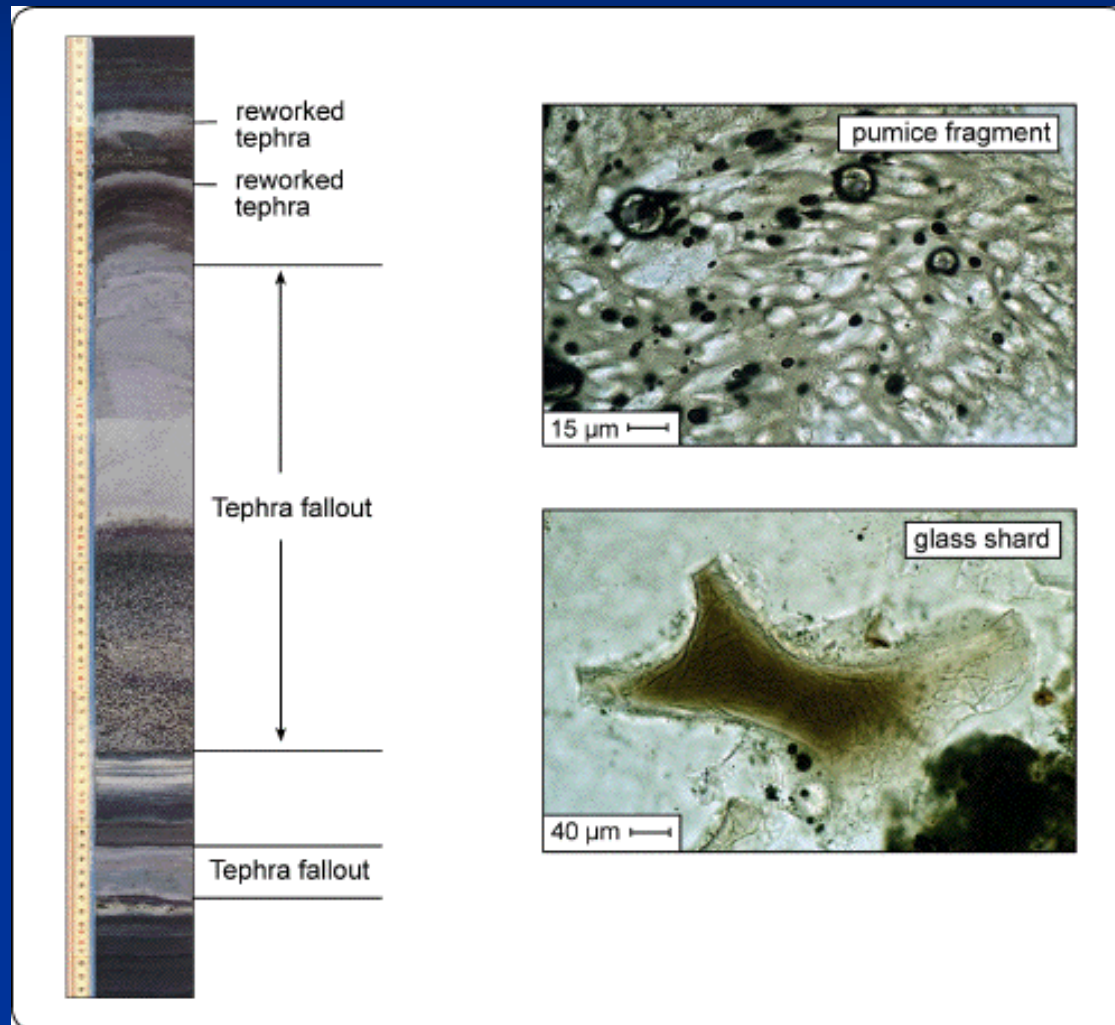 reworked
tephra
reworked
tephra
Tephra fallout
Tephra fallout
pumice fragment
15 µm
glass shard
40 µm